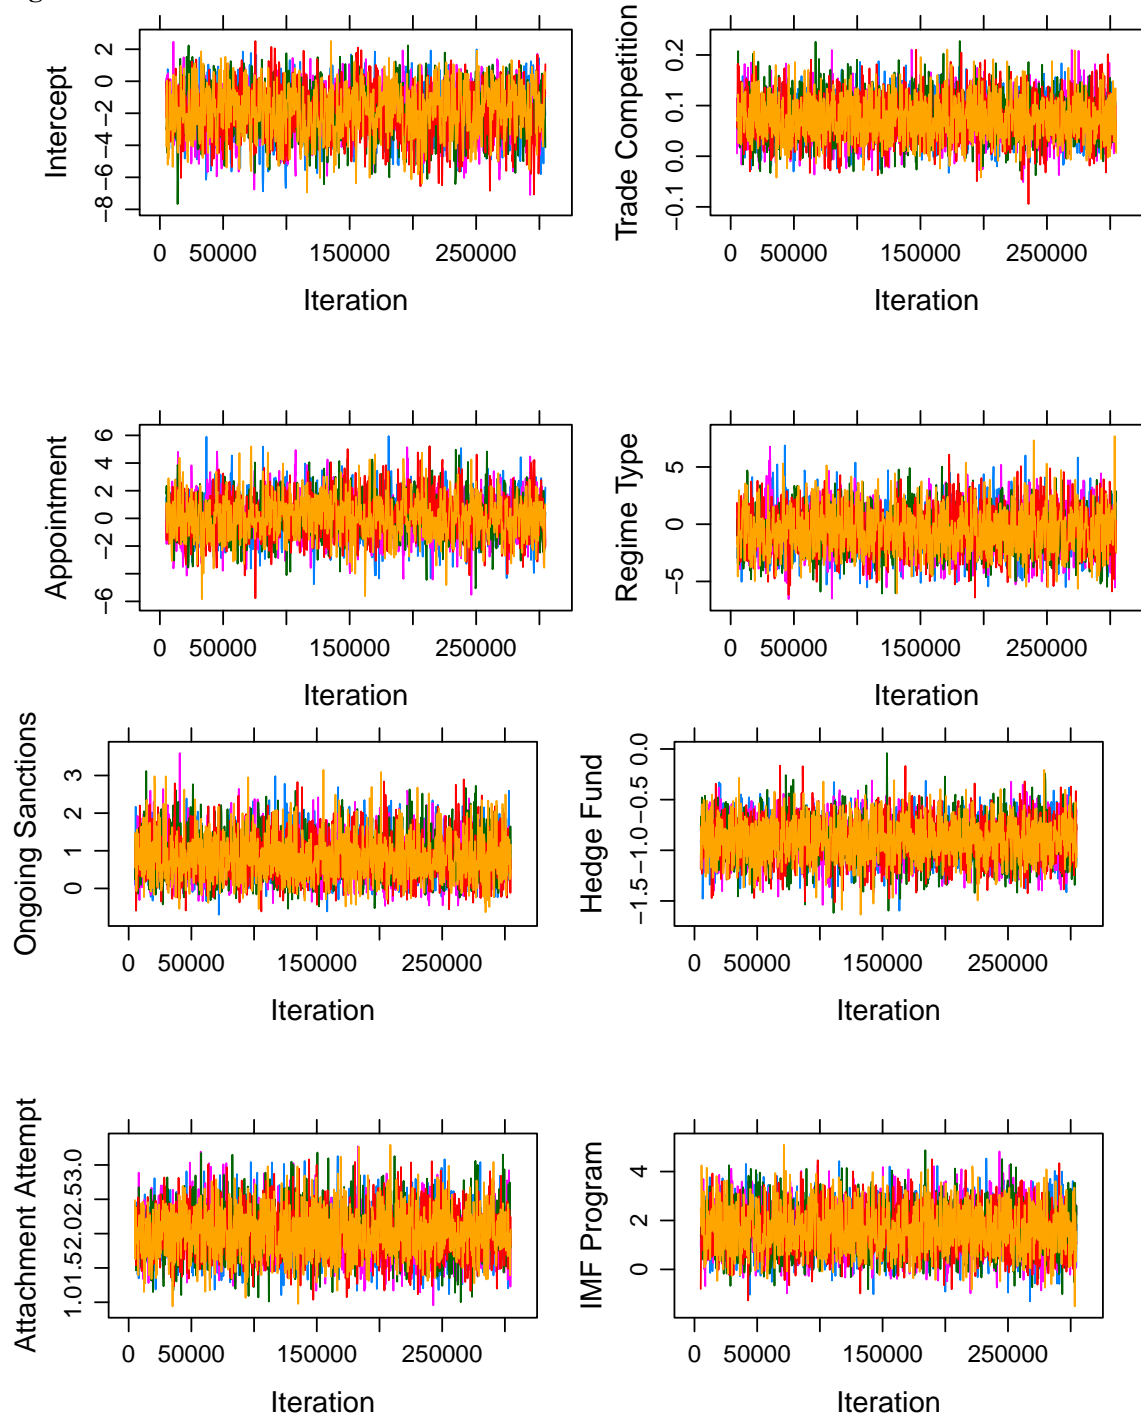 Intercept
2
0
−2
−4
−6
−8
0 50000 150000 250000
Iteration
Trade Competition
0.2
0.1
0.0
−0.1
0 50000 150000 250000
Iteration
Appointment
6
4
2
0
−2
−6
0 50000 150000 250000
Iteration
Regime Type
5
0
−5
0 50000 150000 250000
Iteration
Ongoing Sanctions
3
2
1
0
0 50000 150000 250000
Iteration
Hedge Fund
0.0
−0.5
−1.0
−1.5
0 50000 150000 250000
Iteration
Attachment Attempt
1.01.52.02.53.0
0 50000 150000 250000
Iteration
IMF Program
4
2
0
0 50000 150000 250000
Iteration